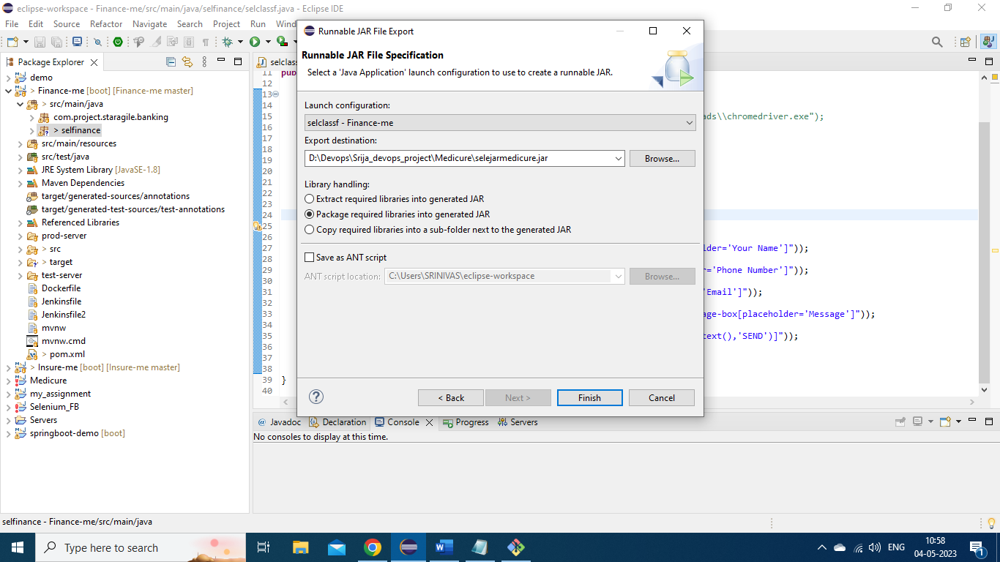 eclipse-workspace - Finance-me/src/main/java/selfinance/selclassf.java - Eclipse IDE
File Edit Source Refactor Navigate Search Project Run Wind
Package Explorer
demo
> Finance-me [boot] [Finance-me master]
> src/main/java
com.project.staragile.banking
> selfinance
src/main/resources
src/test/java
JRE System Library [JavaSE-1.8]
Maven Dependencies
target/generated-sources/annotations
target/generated-test-sources/test-annotations
Referenced Libraries
prod-server
> src
> target
test-server
Dockerfile
Jenkinsfile
Jenkinsfile2
mvnw
mvnw.cmd
> pom.xml
> Insure-me [boot] [Insure-me master]
Medicure
my_assignment
Selenium_FB
Servers
springboot-demo [boot]
selclass
11 pub
12
13
14
15 ads\\chromedriver.exe");
16
17
18
19
20
21
22
23
24
25
26
27 lder='Your Name']"));
28
29 r='Phone Number']"));
30
31 'Email']"));
32
33 age-box[placeholder='Message']"));
34
35 text(),'SEND')]"));
36
37
38
39 }
40
Runnable JAR File Export
Runnable JAR File Specification
Select a 'Java Application' launch configuration to use to create a runnable JAR.
Launch configuration:
selclassf - Finance-me
Export destination:
D:\Devops\Srija_devops_project\Medicure\selejarmedicure.jar
Browse...
Library handling:
Extract required libraries into generated JAR
Package required libraries into generated JAR
Copy required libraries into a sub-folder next to the generated JAR
Save as ANT script
ANT script location: C:\Users\SRINIVAS\eclipse-workspace Browse...
? < Back Next > Finish Cancel
@ Javadoc Declaration Console Progress Servers
No consoles to display at this time.
selfinance - Finance-me/src/main/java
Type here to search
ENG
10:58
04-05-2023
1